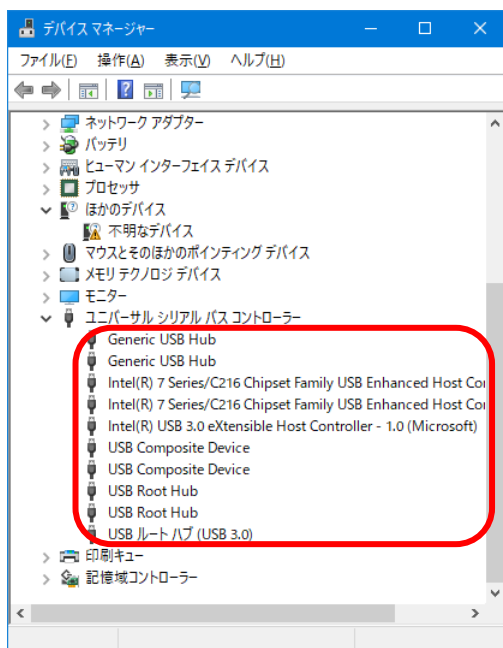 デバイス マネージャー
ファイル(F) 操作(A) 表示(V) ヘルプ(H)
ネットワーク アダプター
バッテリ
ヒューマン インターフェイス デバイス
プロセッサ
ほかのデバイス
不明なデバイス
マウスとそのほかのポインティング デバイス
メモリ テクノロジ デバイス
モニター
ユニバーサル シリアル バス コントローラー
Generic USB Hub
Generic USB Hub
Intel(R) 7 Series/C216 Chipset Family USB Enhanced Host Co
Intel(R) 7 Series/C216 Chipset Family USB Enhanced Host Co
Intel(R) USB 3.0 eXtensible Host Controller - 1.0 (Microsoft)
USB Composite Device
USB Composite Device
USB Root Hub
USB Root Hub
USB ルート ハブ (USB 3.0)
印刷キュー
記憶域コントローラー